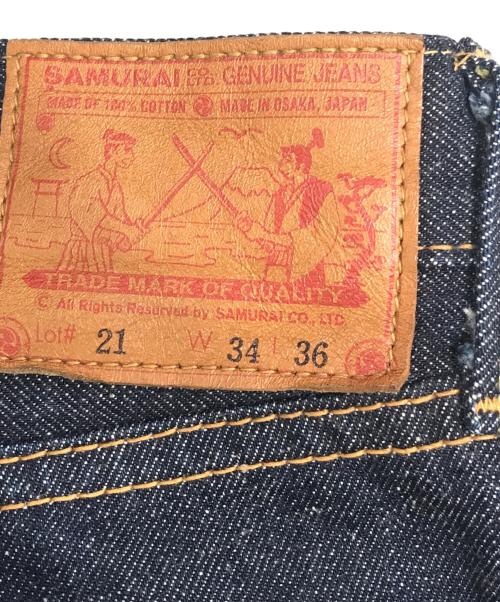 SAMURAI CO LTD GENUINE JEANS
MADE OF 100% COTTON MADE IN OSAKA, JAPAN
TRADE MARK OF QUALITY
© All Rights Reserved by SAMURAI CO., LTD.
Lot# 21 W 34 L 36